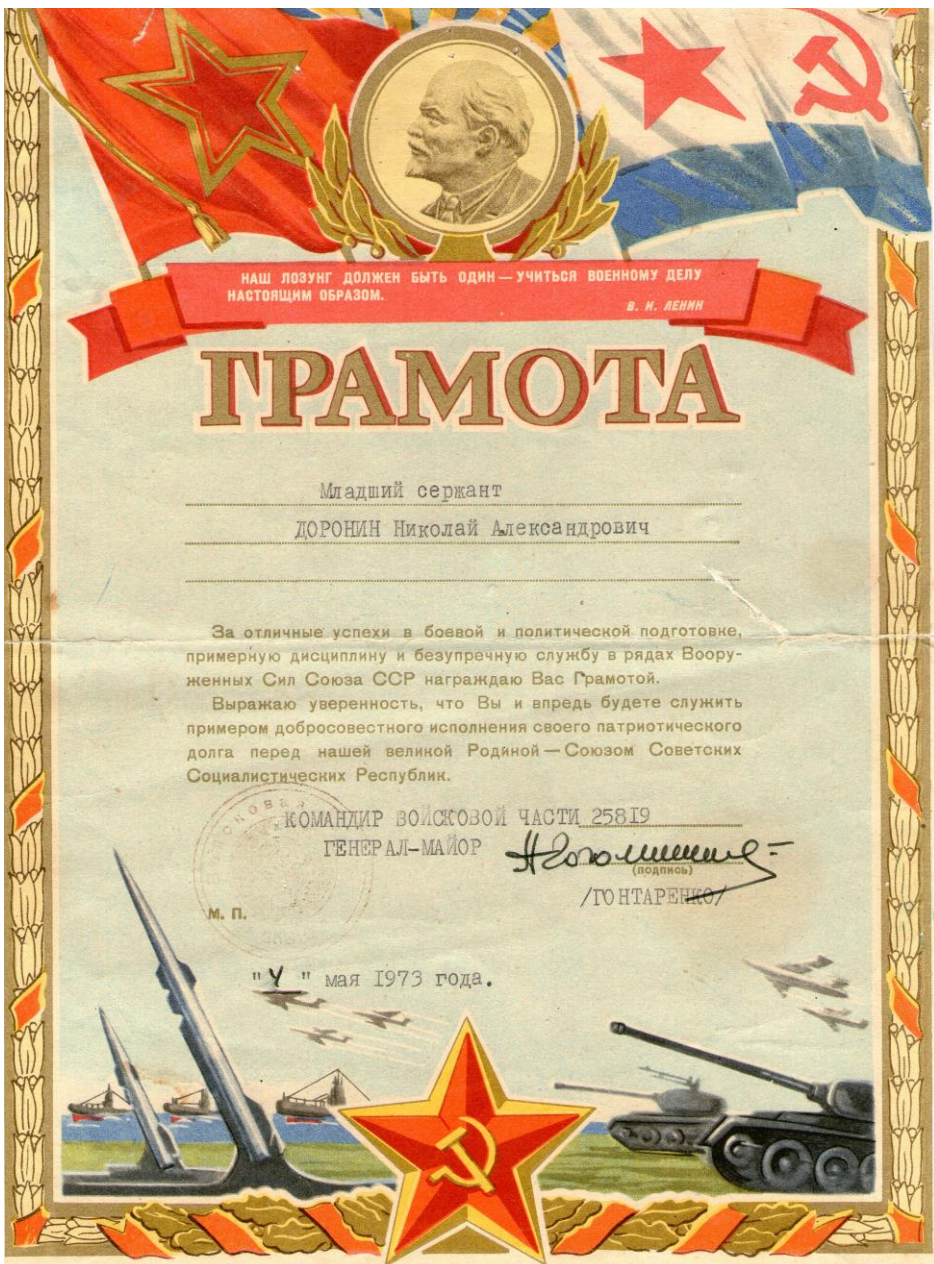 НАШ ЛОЗУНГ ДОЛЖЕН БЫТЬ ОДИН — УЧИТЬСЯ ВОЕННОМУ ДЕЛУ
НАСТОЯЩИМ ОБРАЗОМ.
В. И. ЛЕНИН
ГРАМОТА
Младший сержант
ДОРОНИН Николай Александрович
За отличные успехи в боевой и политической подготовке,
примерную дисциплину и безупречную службу в рядах Воору-
женных Сил Союза ССР награждаю Вас Грамотой.
Выражаю уверенность, что Вы и впредь будете служить
примером добросовестного исполнения своего патриотического
долга перед нашей великой Родиной — Союзом Советских
Социалистических Республик.
КОМАНДИР ВОЙСКОВОЙ ЧАСТИ 25819
ГЕНЕРАЛ-МАЙОР
(подпись)
/ГОНТАРЕНКО/
М. П.
"4" мая 1973 года.